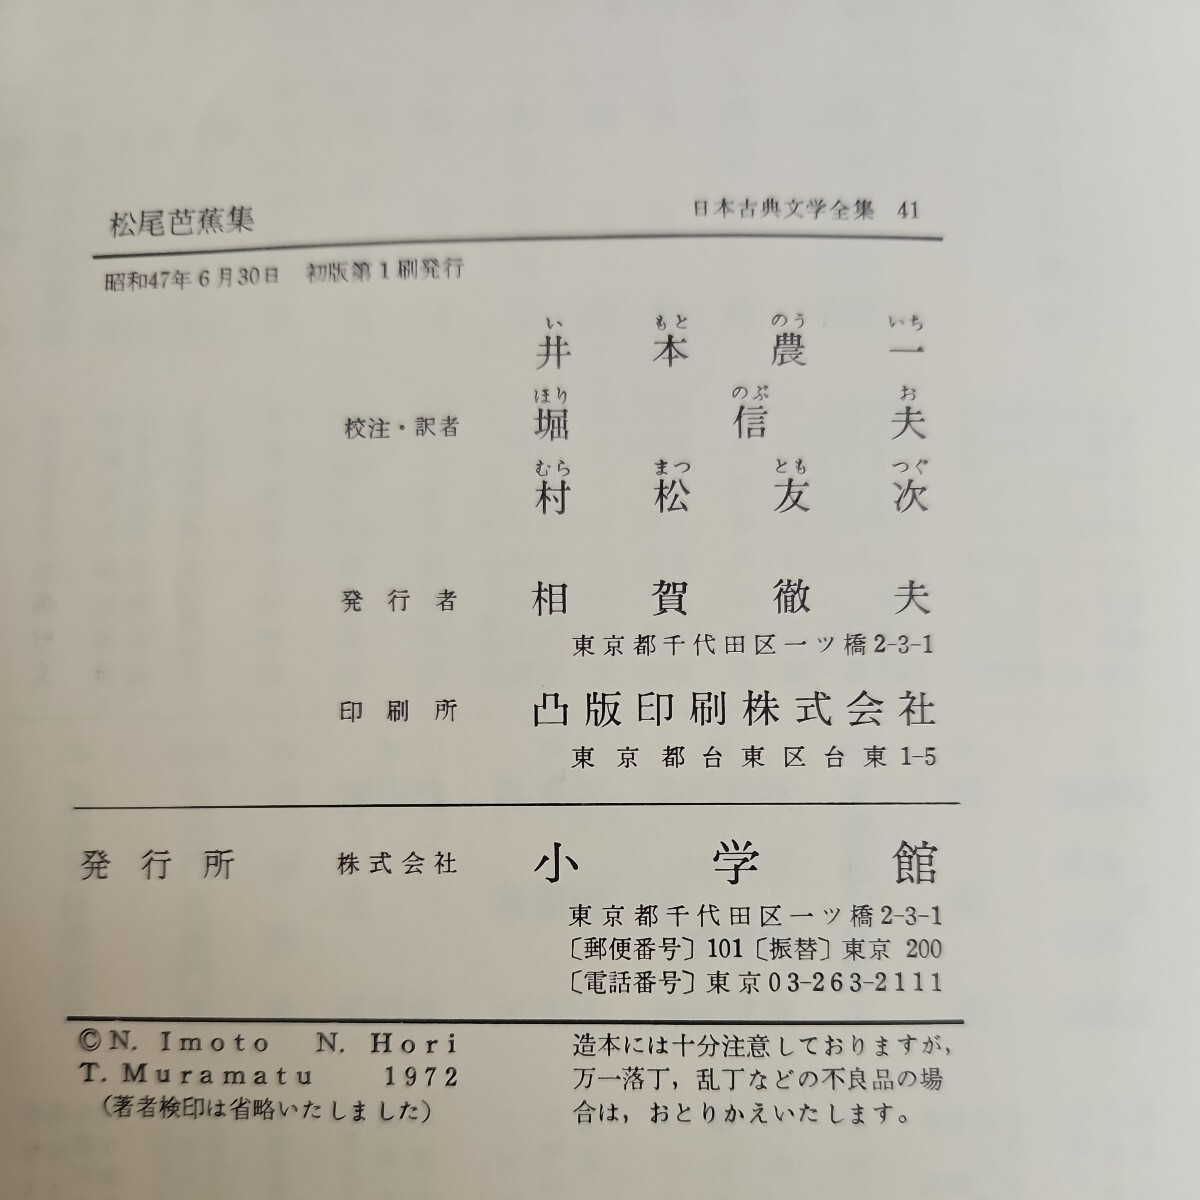 松尾芭蕉集 日本古典文学全集 41
昭和47年6月30日 初版第1刷発行
い もと のう いち
井本農一
ほり のぶ お
校注・訳者 堀信夫
むら まつ とも つぐ
村松友次
発行者 相賀徹夫
東京都千代田区一ツ橋2-3-1
印刷所 凸版印刷株式会社
東京都台東区台東1-5
発行所 株式会社 小学館
東京都千代田区一ツ橋2-3-1
〔郵便番号〕101〔振替〕東京 200
〔電話番号〕東京03-263-2111
©N. Imoto N. Hori
T. Muramatu 1972
(著者検印は省略いたしました)
造本には十分注意しておりますが,
万一落丁，乱丁などの不良品の場
合は，おとりかえいたします。